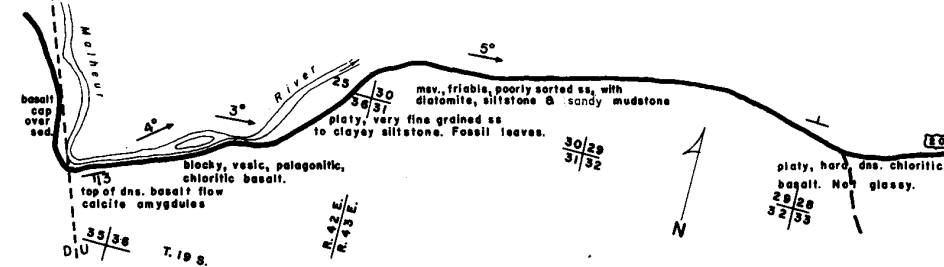 Malheur
River
basalt
cap
over
sed.
4°
3°
5°
25 30
36 31
msv., friable, poorly sorted ss, with
diatomite, siltstone & sandy mudstone
platy, very fine grained ss
to clayey siltstone. Fossil leaves.
30 29
31 32
blocky, vesic, palagonitic,
chloritic basalt.
top of dns. basalt flow
calcite amygdules
platy, hard, dns. chloritic
basalt. Not glassy.
29 28
32 33
N
R. 42 E.
R. 43 E.
35 36
D U
T. 19 S.